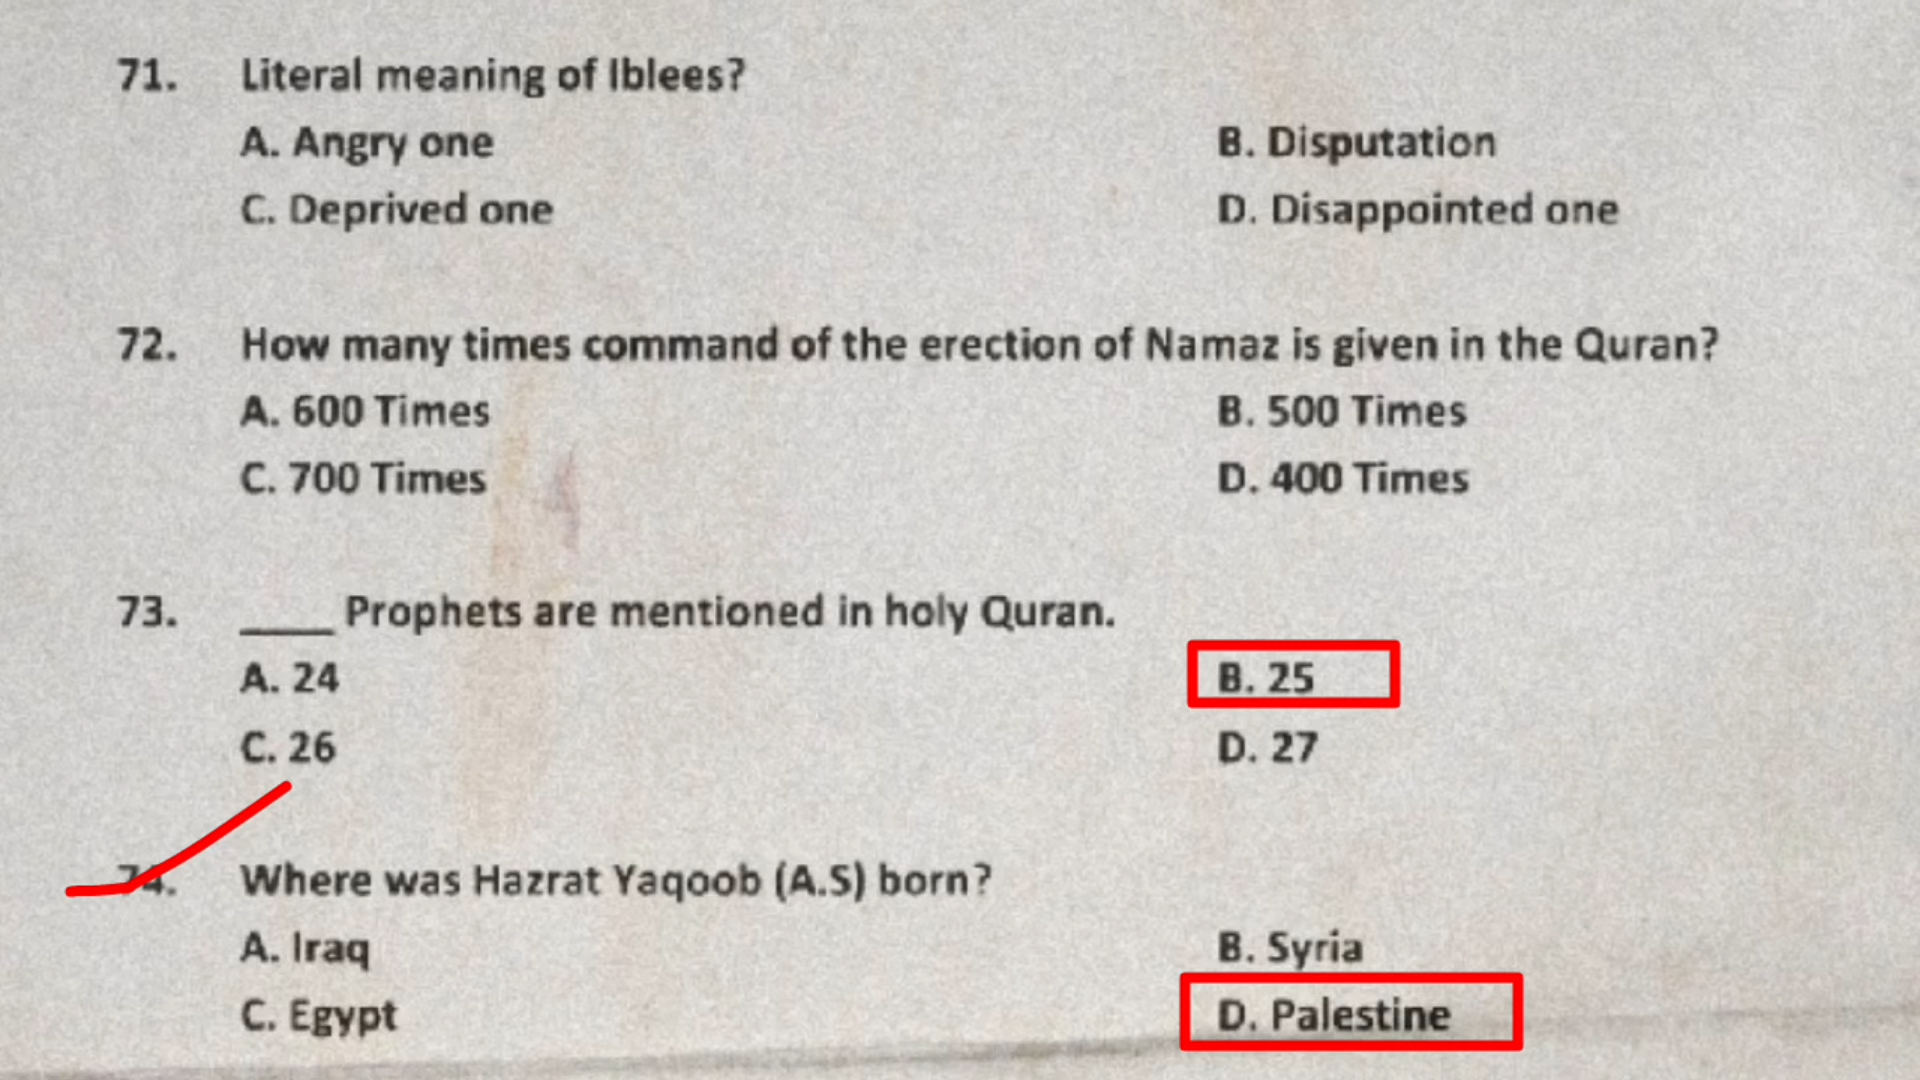 71. Literal meaning of Iblees?
A. Angry one B. Disputation
C. Deprived one D. Disappointed one
72. How many times command of the erection of Namaz is given in the Quran?
A. 600 Times B. 500 Times
C. 700 Times D. 400 Times
73. ____ Prophets are mentioned in holy Quran.
A. 24 B. 25
C. 26 D. 27
74. Where was Hazrat Yaqoob (A.S) born?
A. Iraq B. Syria
C. Egypt D. Palestine